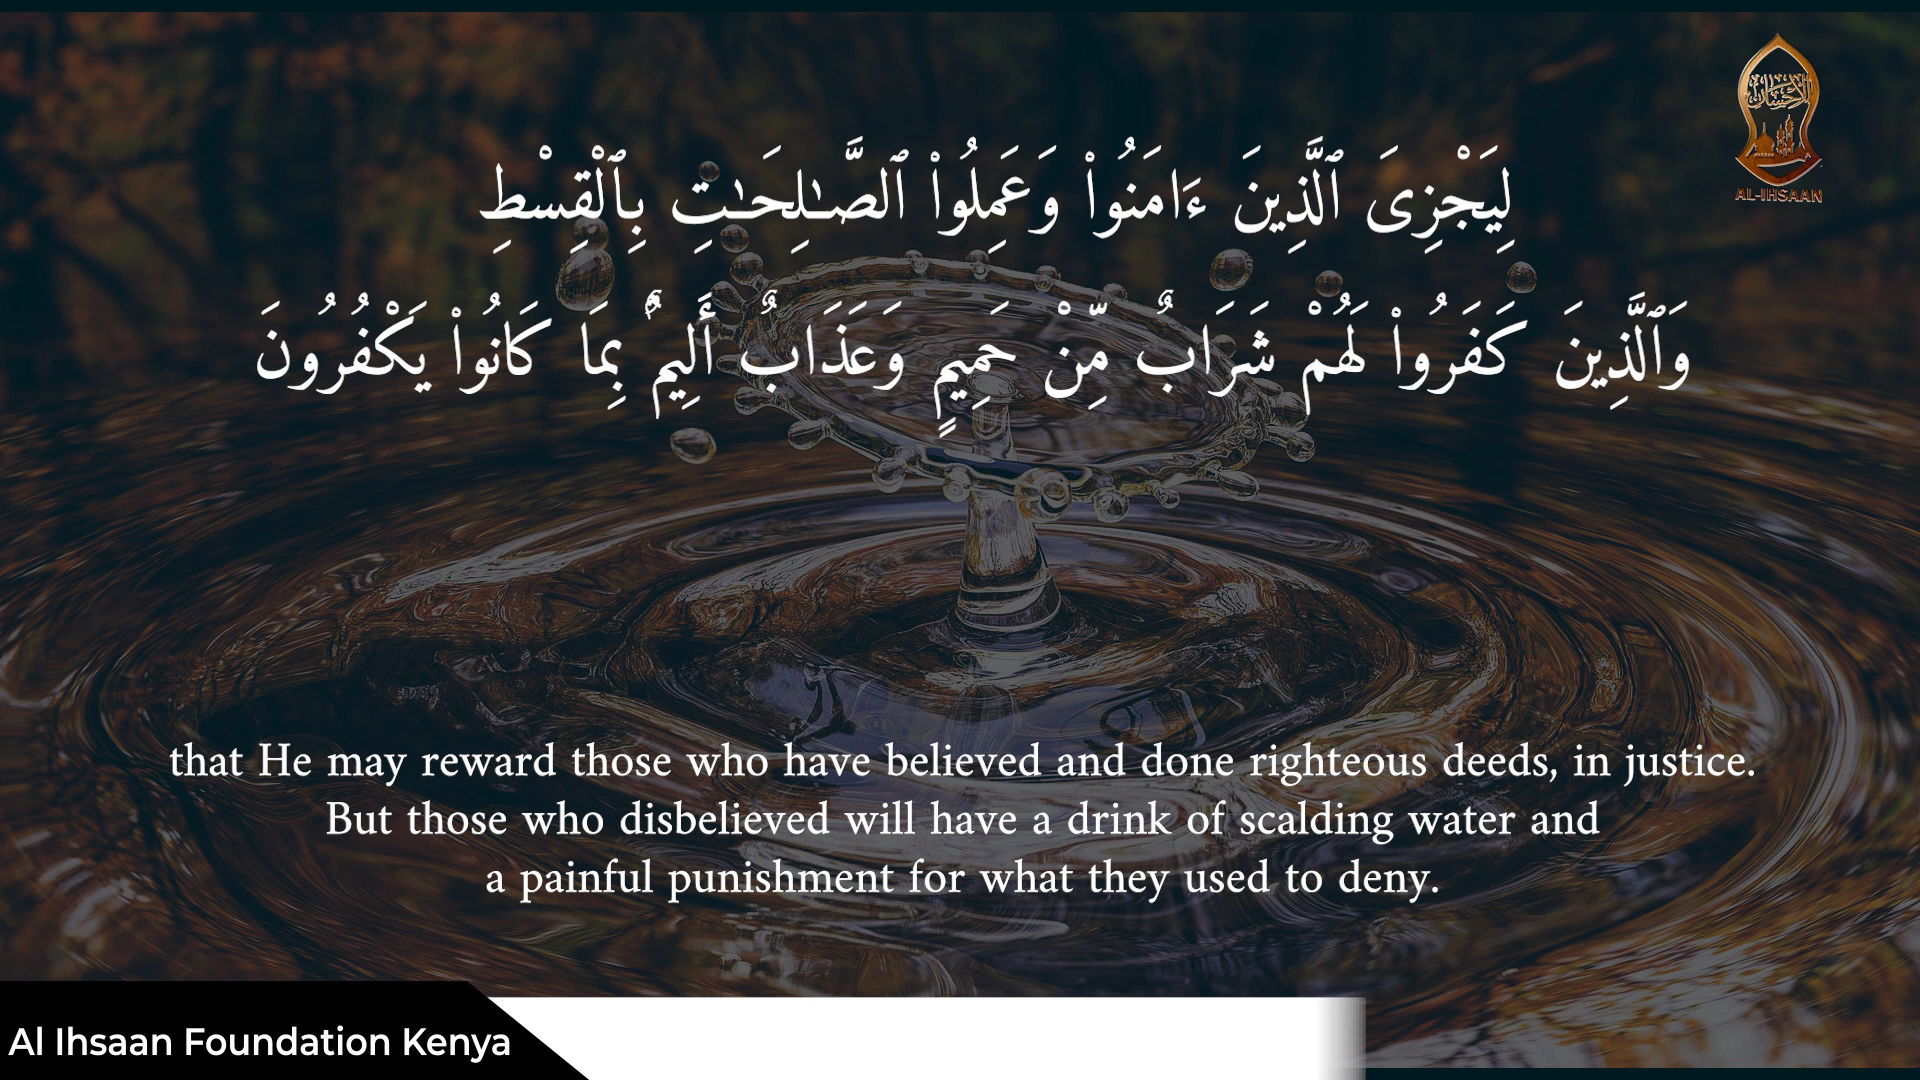 الإحسان
AL-IHSAAN
لِيَجْزِىَ ٱلَّذِينَ ءَامَنُوا۟ وَعَمِلُوا۟ ٱلصَّـٰلِحَـٰتِ بِٱلْقِسْطِ
وَٱلَّذِينَ كَفَرُوا۟ لَهُمْ شَرَابٌ مِّنْ حَمِيمٍ وَعَذَابٌ أَلِيمٌۢ بِمَا كَانُوا۟ يَكْفُرُونَ
that He may reward those who have believed and done righteous deeds, in justice.
But those who disbelieved will have a drink of scalding water and
a painful punishment for what they used to deny.
Al Ihsaan Foundation Kenya